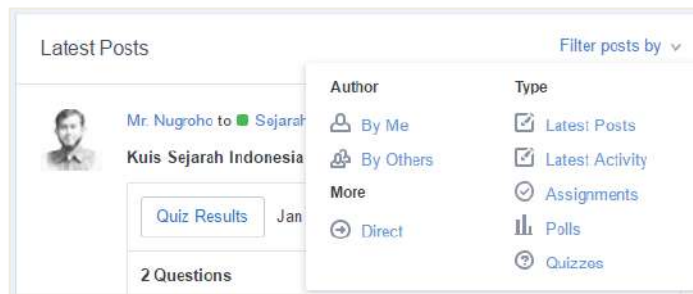 Latest Posts
Filter posts by
Mr. Nugroho to Sejarah
Kuis Sejarah Indonesia
Quiz Results Jan
2 Questions
Author
By Me
By Others
More
Direct
Type
Latest Posts
Latest Activity
Assignments
Polls
Quizzes